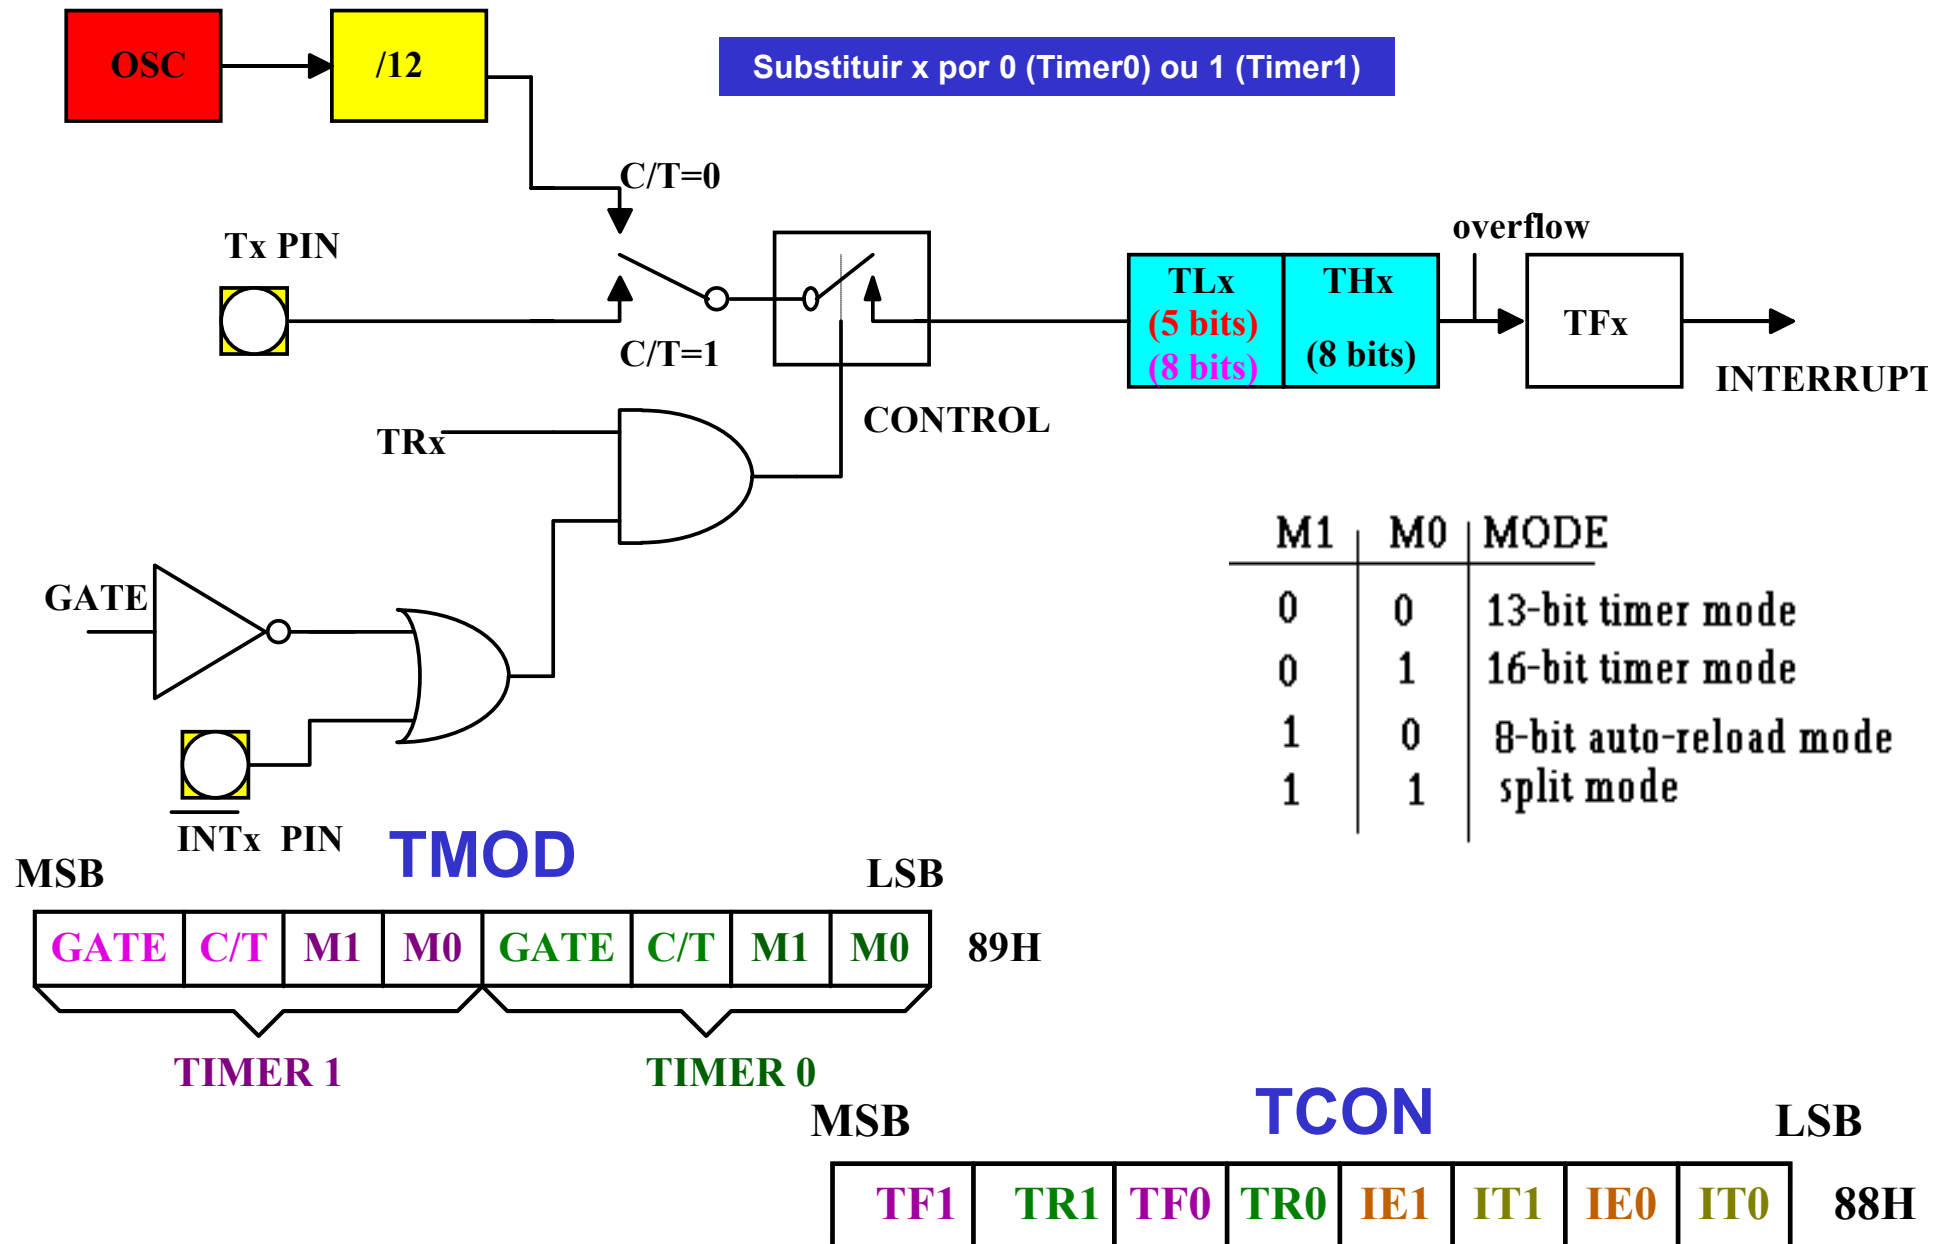 OSC
/12
Substituir x por 0 (Timer0) ou 1 (Timer1)
C/T=0
Tx PIN
C/T=1
overflow
TLx
(5 bits)
(8 bits)
THx
(8 bits)
TFx
INTERRUPT
CONTROL
TRx
GATE
INTx PIN
M1 M0 MODE
0 0 13-bit timer mode
0 1 16-bit timer mode
1 0 8-bit auto-reload mode
1 1 split mode
TMOD
MSB LSB
GATE C/T M1 M0 GATE C/T M1 M0 89H
TIMER 1 TIMER 0
TCON
MSB LSB
TF1 TR1 TF0 TR0 IE1 IT1 IE0 IT0 88H